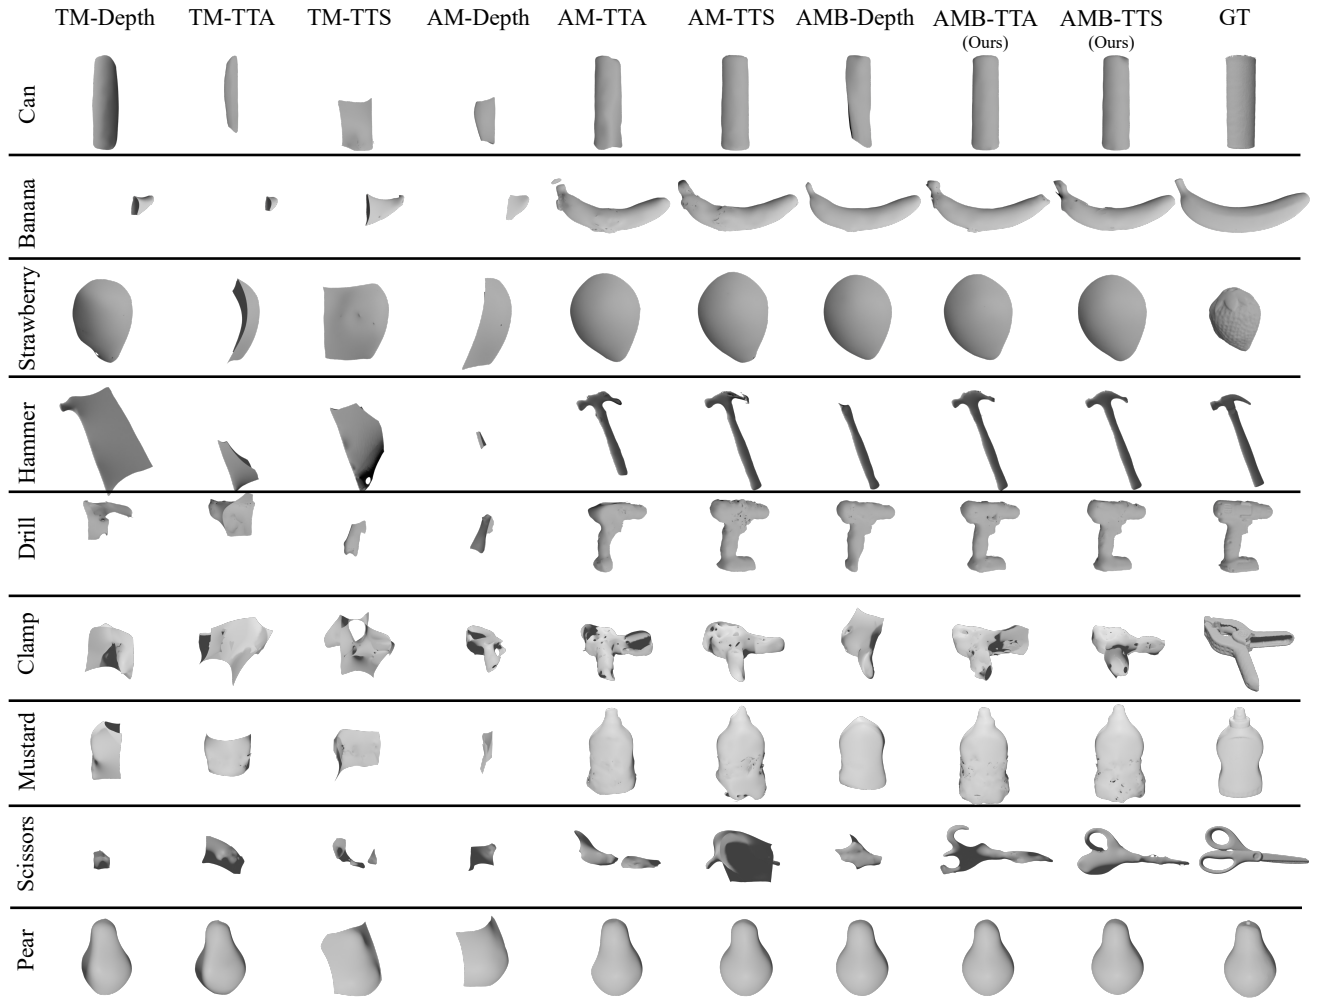 TM-Depth TM-TTA TM-TTS AM-Depth AM-TTA AM-TTS AMB-Depth AMB-TTA AMB-TTS GT
(Ours) (Ours)
Can
Banana
Strawberry
Hammer
Drill
Clamp
Mustard
Scissors
Pear